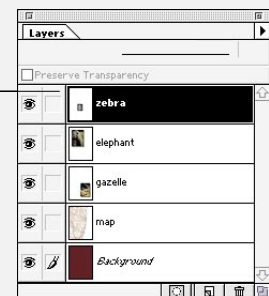 Layers
Preserve Transparency
zebra
elephant
gazelle
map
Background